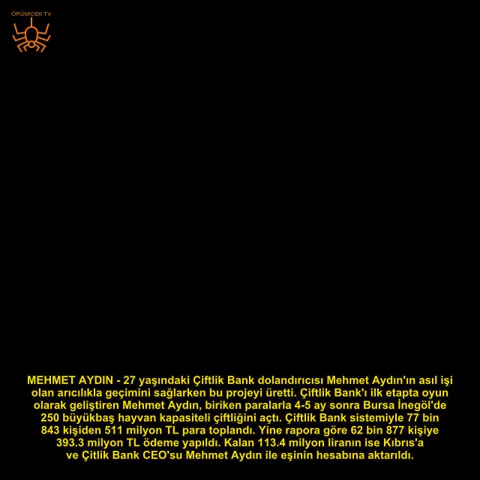 ÖRÜMCEK TV
MEHMET AYDIN - 27 yaşındaki Çiftlik Bank dolandırıcısı Mehmet Aydın'ın asıl işi
olan arıcılıkla geçimini sağlarken bu projeyi üretti. Çiftlik Bank'ı ilk etapta oyun
olarak geliştiren Mehmet Aydın, biriken paralarla 4-5 ay sonra Bursa İnegöl'de
250 büyükbaş hayvan kapasiteli çiftliğini açtı. Çiftlik Bank sistemiyle 77 bin
843 kişiden 511 milyon TL para toplandı. Yine rapora göre 62 bin 877 kişiye
393.3 milyon TL ödeme yapıldı. Kalan 113.4 milyon liranın ise Kıbrıs'a
ve Çitlik Bank CEO'su Mehmet Aydın ile eşinin hesabına aktarıldı.